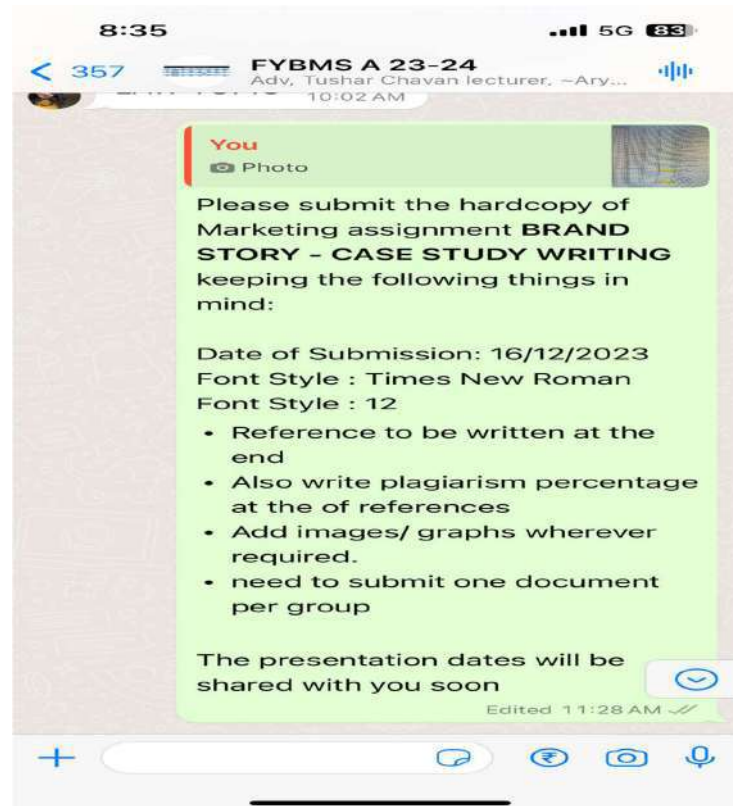 8:35
5G 83
357
FYBMS A 23-24
Adv, Tushar Chavan lecturer, ~Ary...
10:02 AM
You
Photo
Please submit the hardcopy of
Marketing assignment BRAND
STORY - CASE STUDY WRITING
keeping the following things in
mind:
Date of Submission: 16/12/2023
Font Style : Times New Roman
Font Style : 12
• Reference to be written at the
end
• Also write plagiarism percentage
at the of references
• Add images/ graphs wherever
required.
• need to submit one document
per group
The presentation dates will be
shared with you soon
Edited 11:28 AM